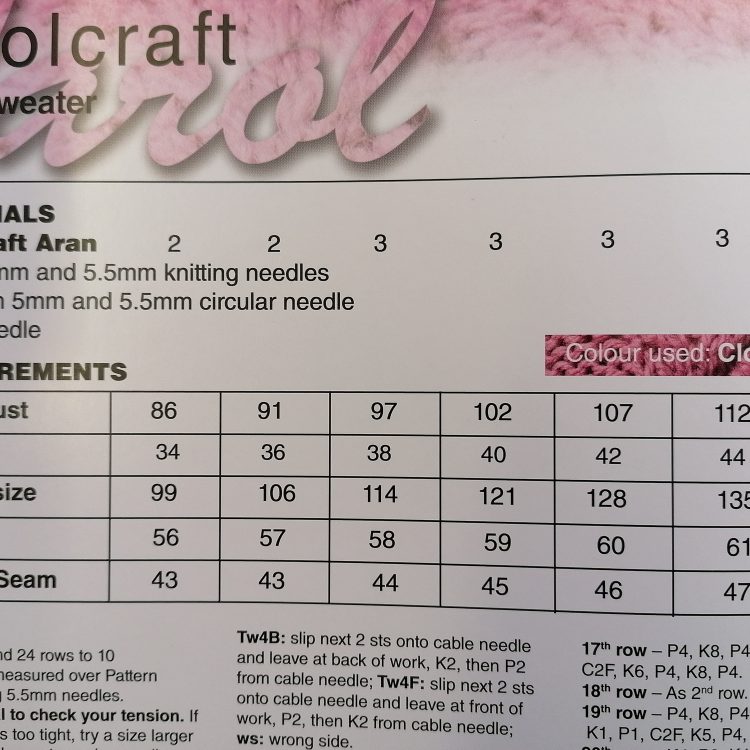 olcraft
weater
arol
IALS
aft Aran 2 2 3 3 3 3
mm and 5.5mm knitting needles
n 5mm and 5.5mm circular needle
edle
Colour used: Clo
REMENTS
ust 86 91 97 102 107 112
34 36 38 40 42 44
size 99 106 114 121 128 135
56 57 58 59 60 61
Seam 43 43 44 45 46 47
nd 24 rows to 10
measured over Pattern
g 5.5mm needles.
al to check your tension. If
s too tight, try a size larger
Tw4B: slip next 2 sts onto cable needle
and leave at back of work, K2, then P2
from cable needle; Tw4F: slip next 2 sts
onto cable needle and leave at front of
work, P2, then K2 from cable needle;
ws: wrong side.
17th row – P4, K8, P4
C2F, K6, P4, K8, P4.
18th row – As 2nd row.
19th row – P4, K8, P4,
K1, P1, C2F, K5, P4,